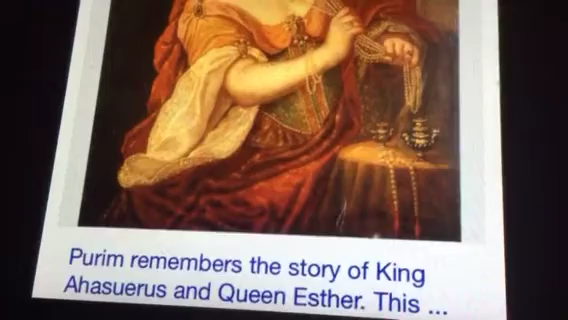 Purim remembers the story of King
Ahasuerus and Queen Esther. This ...